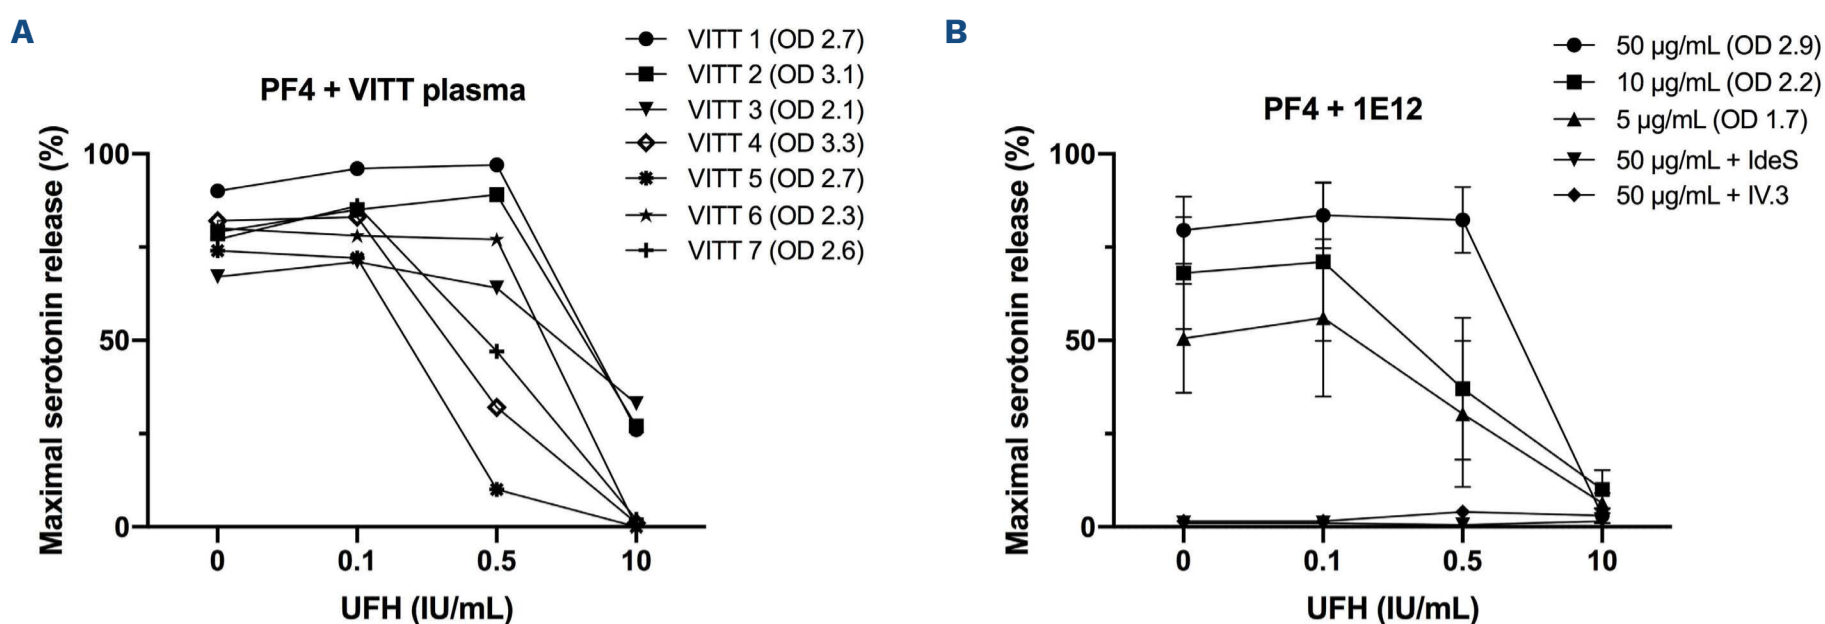 A
PF4 + VITT plasma
VITT 1 (OD 2.7)
VITT 2 (OD 3.1)
VITT 3 (OD 2.1)
VITT 4 (OD 3.3)
VITT 5 (OD 2.7)
VITT 6 (OD 2.3)
VITT 7 (OD 2.6)
Maximal serotonin release (%)
100
50
0
0 0.1 0.5 10
UFH (IU/mL)
B
PF4 + 1E12
50 µg/mL (OD 2.9)
10 µg/mL (OD 2.2)
5 µg/mL (OD 1.7)
50 µg/mL + IdeS
50 µg/mL + IV.3
Maximal serotonin release (%)
100
50
0
0 0.1 0.5 10
UFH (IU/mL)